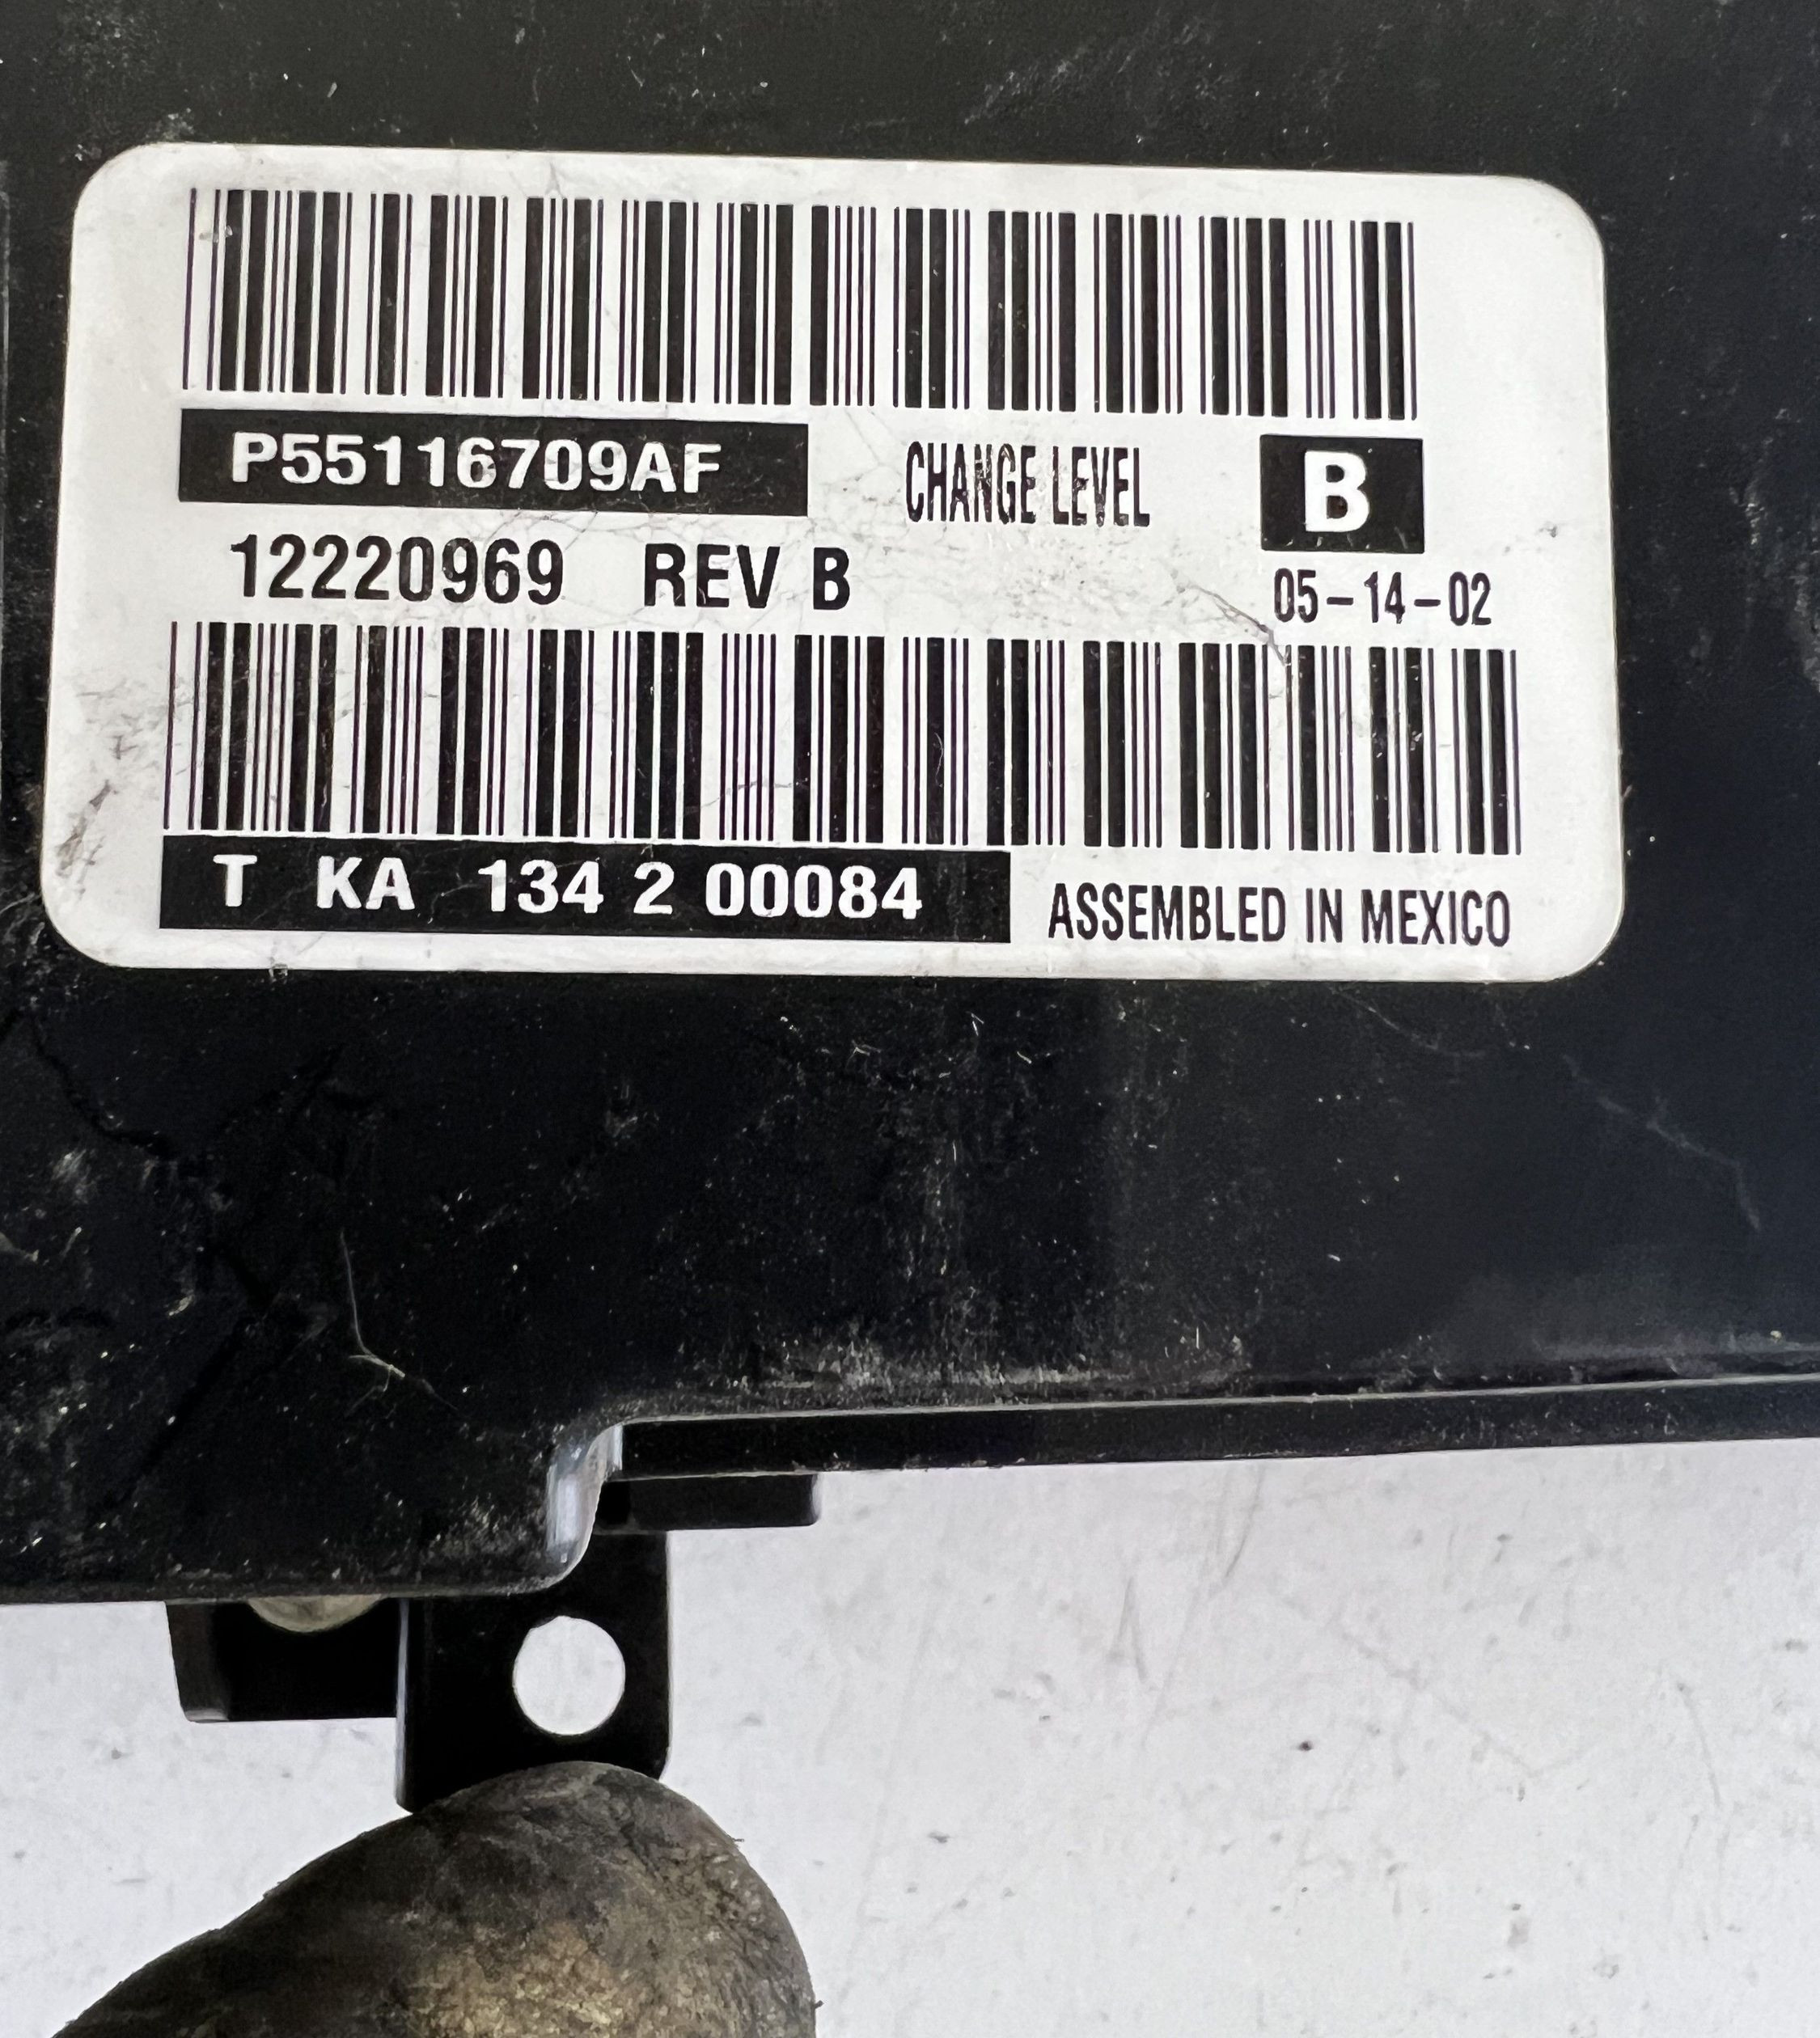 P55116709AF CHANGE LEVEL B
12220969 REV B 05-14-02
T KA 134 2 00084 ASSEMBLED IN MEXICO